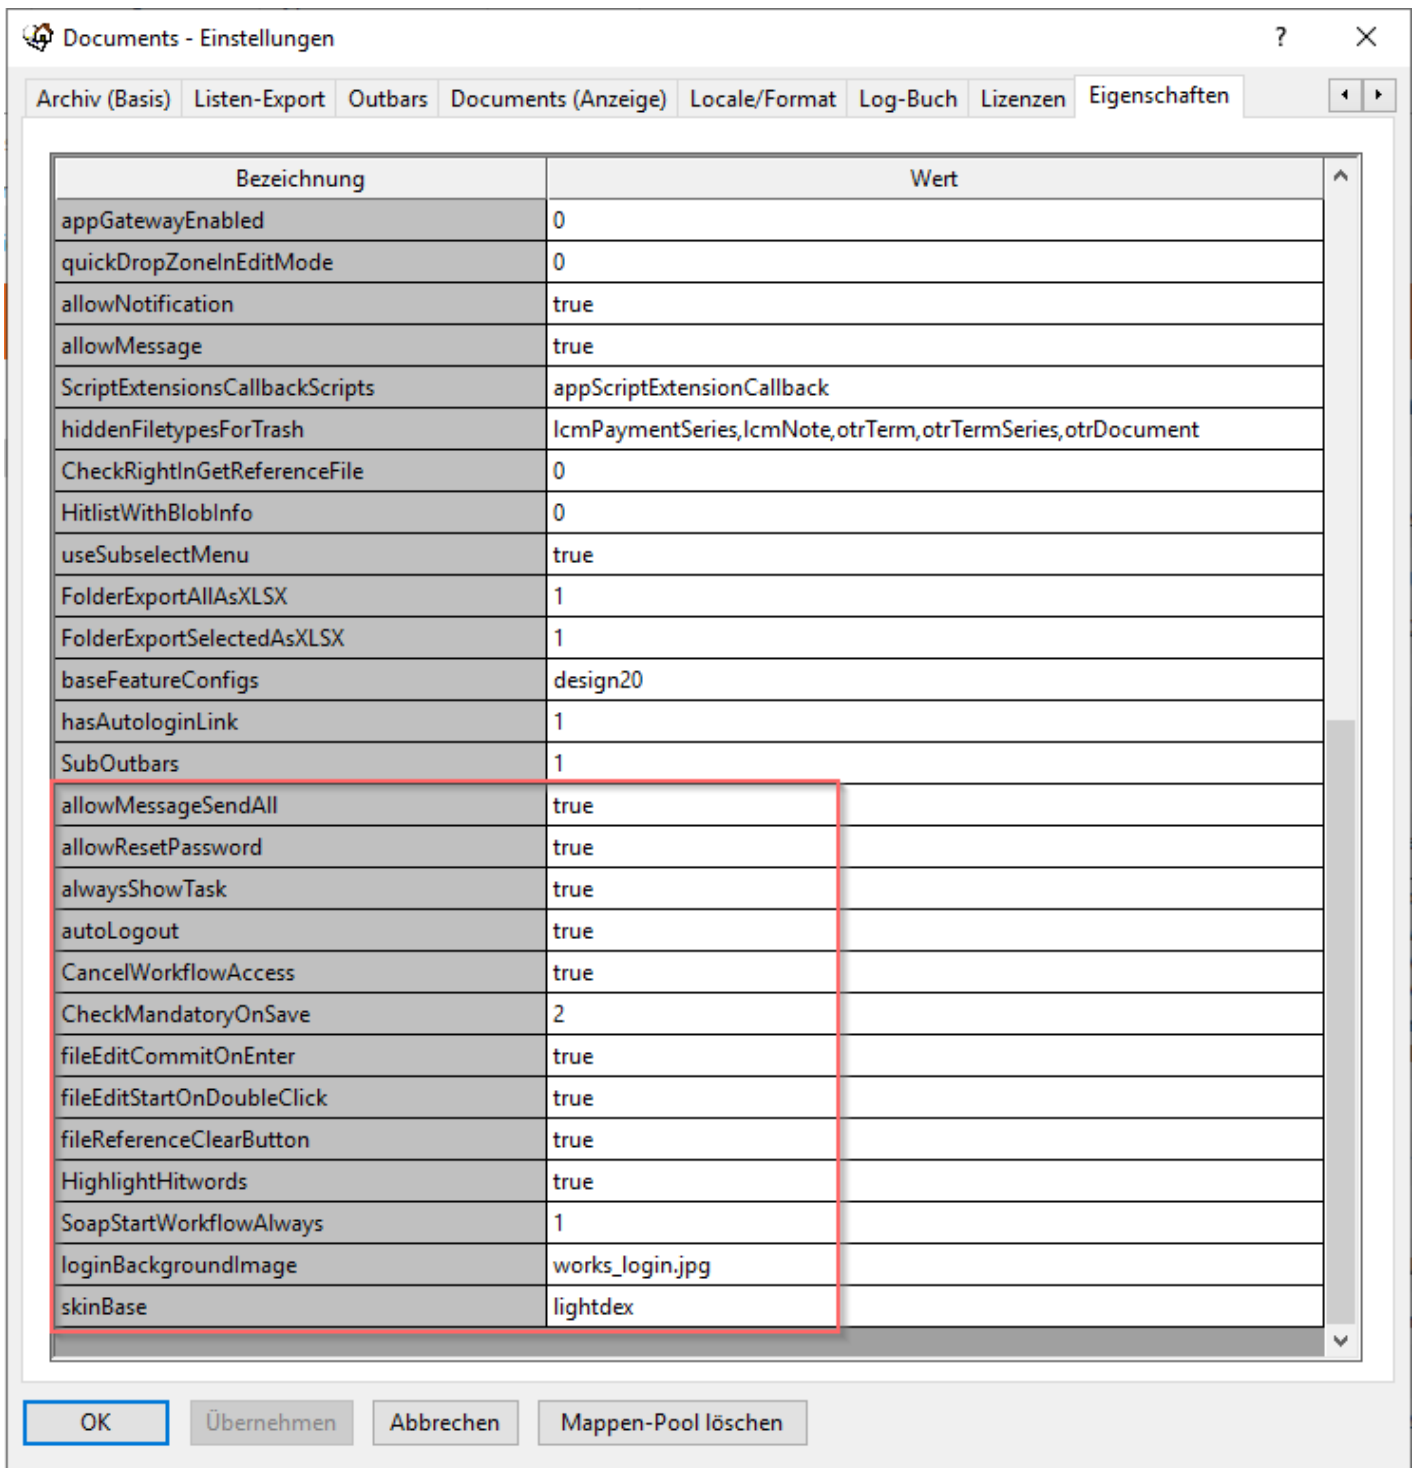 Documents - Einstellungen ?
Archiv (Basis) Listen-Export Outbars Documents (Anzeige) Locale/Format Log-Buch Lizenzen Eigenschaften
Bezeichnung Wert
appGatewayEnabled 0
quickDropZoneInEditMode 0
allowNotification true
allowMessage true
ScriptExtensionsCallbackScripts appScriptExtensionCallback
hiddenFiletypesForTrash lcmPaymentSeries,lcmNote,otrTerm,otrTermSeries,otrDocument
CheckRightInGetReferenceFile 0
HitlistWithBlobInfo 0
useSubselectMenu true
FolderExportAllAsXLSX 1
FolderExportSelectedAsXLSX 1
baseFeatureConfigs design20
hasAutologinLink 1
SubOutbars 1
allowMessageSendAll true
allowResetPassword true
alwaysShowTask true
autoLogout true
CancelWorkflowAccess true
CheckMandatoryOnSave 2
fileEditCommitOnEnter true
fileEditStartOnDoubleClick true
fileReferenceClearButton true
HighlightHitwords true
SoapStartWorkflowAlways 1
loginBackgroundImage works_login.jpg
skinBase lightdex
OK Übernehmen Abbrechen Mappen-Pool löschen